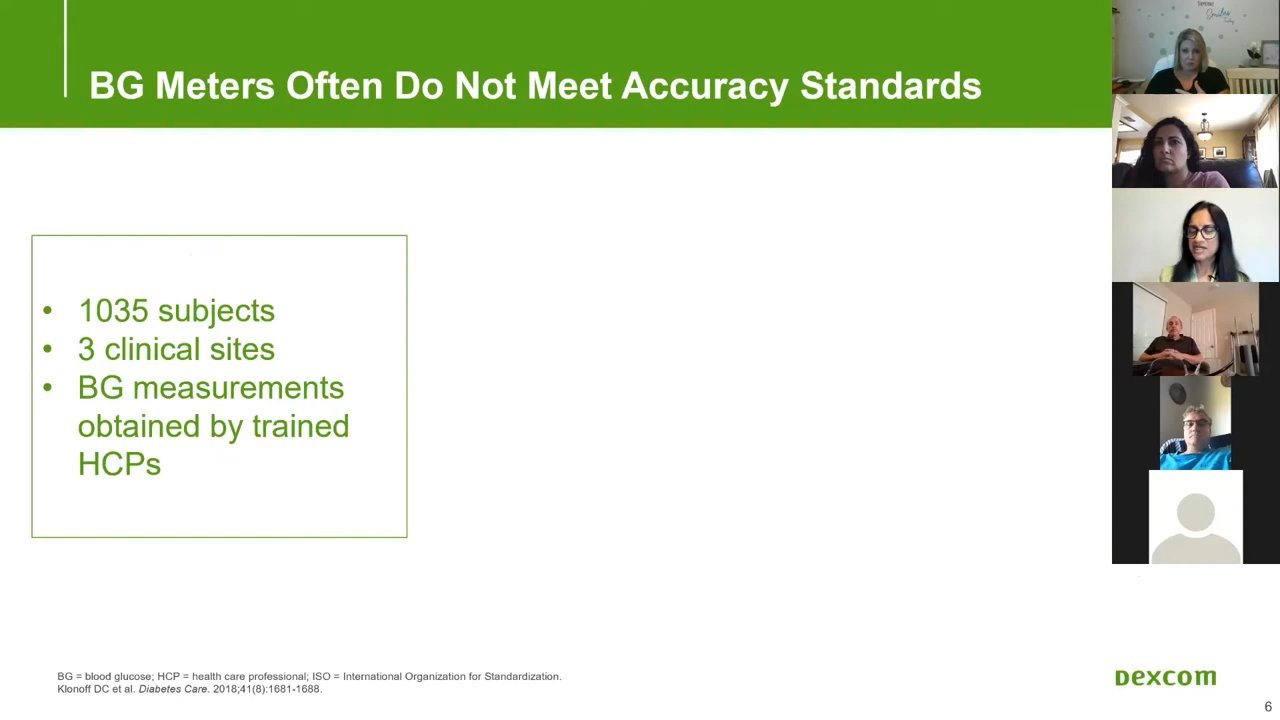 BG Meters Often Do Not Meet Accuracy Standards
• 1035 subjects
• 3 clinical sites
• BG measurements
obtained by trained
HCPs
BG = blood glucose; HCP = health care professional; ISO = International Organization for Standardization.
Klonoff DC et al. Diabetes Care. 2018;41(8):1681-1688.
Dexcom
6
Smiles